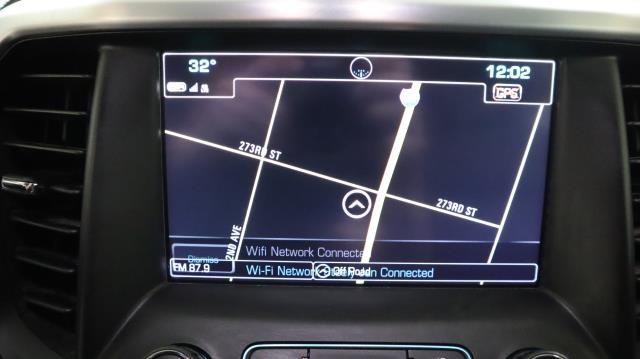 32° 12:02
GPS
273RD ST
273RD ST
2ND AVE
Wifi Network Connected
Dismiss
FM 87.9
Wi-Fi Network Connected
Off Road